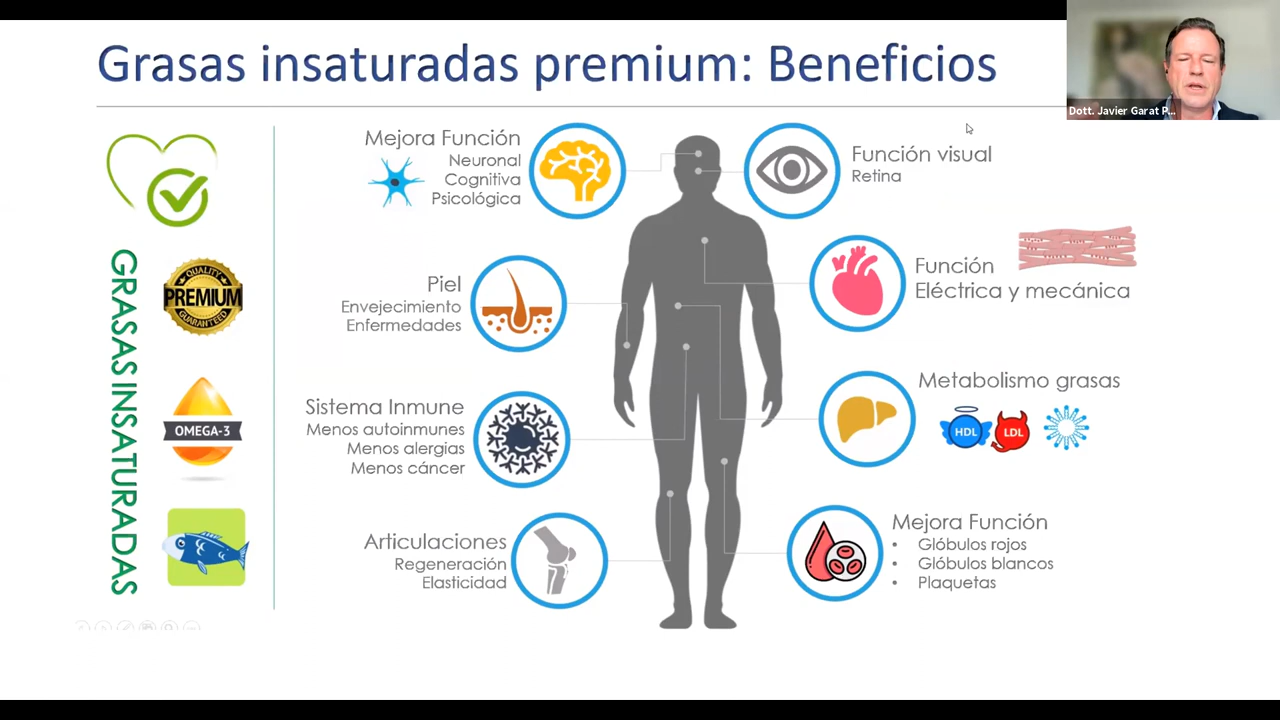 Grasas insaturadas premium: Beneficios
Dott. Javier Garat P...
GRASAS INSATURADAS
QUALITY
PREMIUM
GUARANTEED
OMEGA-3
Mejora Función
Neuronal
Cognitiva
Psicológica
Piel
Envejecimiento
Enfermedades
Sistema Inmune
Menos autoinmunes
Menos alergias
Menos cáncer
Articulaciones
Regeneración
Elasticidad
Función visual
Retina
Función
Eléctrica y mecánica
Metabolismo grasas
HDL
LDL
Mejora Función
• Glóbulos rojos
• Glóbulos blancos
• Plaquetas